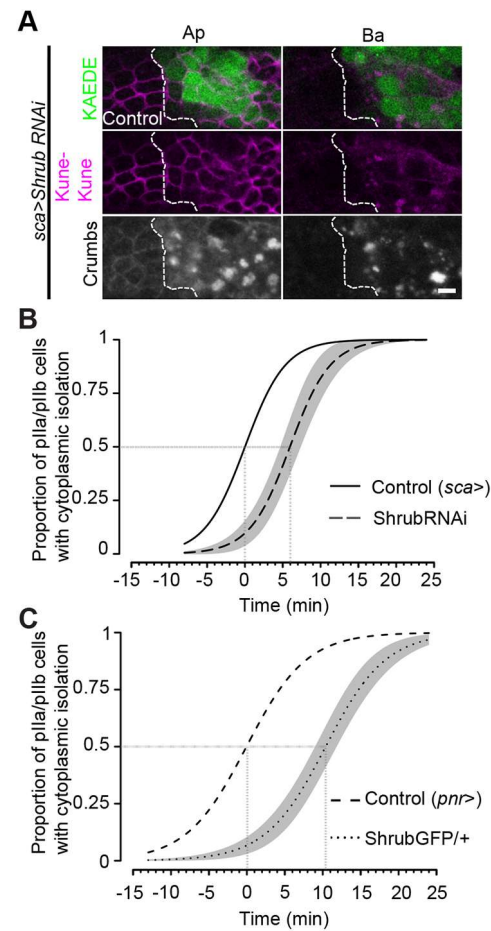 A
Ap
Ba
sca>Shrub RNAi
KAEDE
Control
Kune-
Kune
Crumbs
B
Proportion of pIIa/pIIb cells
with cytoplasmic isolation
1
0.75
0.5
0.25
0
Control (sca>)
ShrubRNAi
-15 -10 -5 0 5 10 15 20 25
Time (min)
C
Proportion of pIIa/pIIb cells
with cytoplasmic isolation
1
0.75
0.5
0.25
0
Control (pnr>)
ShrubGFP/+
-15 -10 -5 0 5 10 15 20 25
Time (min)